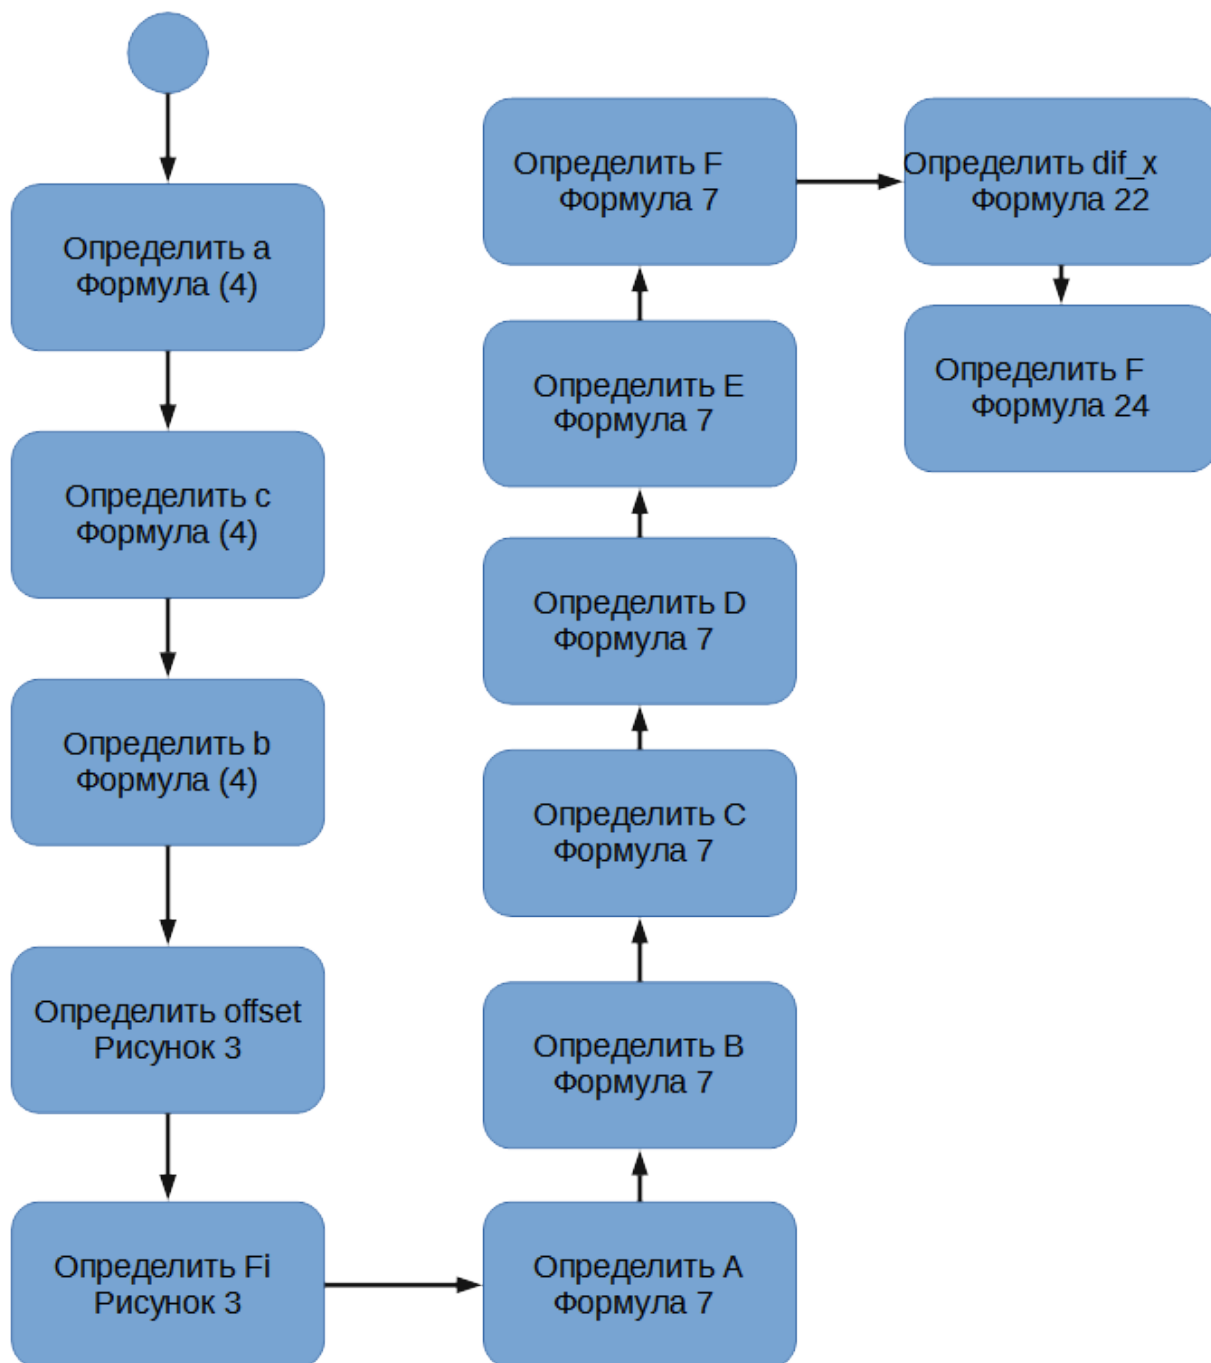 Определить a
Формула (4)
Определить c
Формула (4)
Определить b
Формула (4)
Определить offset
Рисунок 3
Определить Fi
Рисунок 3
Определить A
Формула 7
Определить B
Формула 7
Определить C
Формула 7
Определить D
Формула 7
Определить E
Формула 7
Определить F
Формула 7
Определить dif_x
Формула 22
Определить F
Формула 24